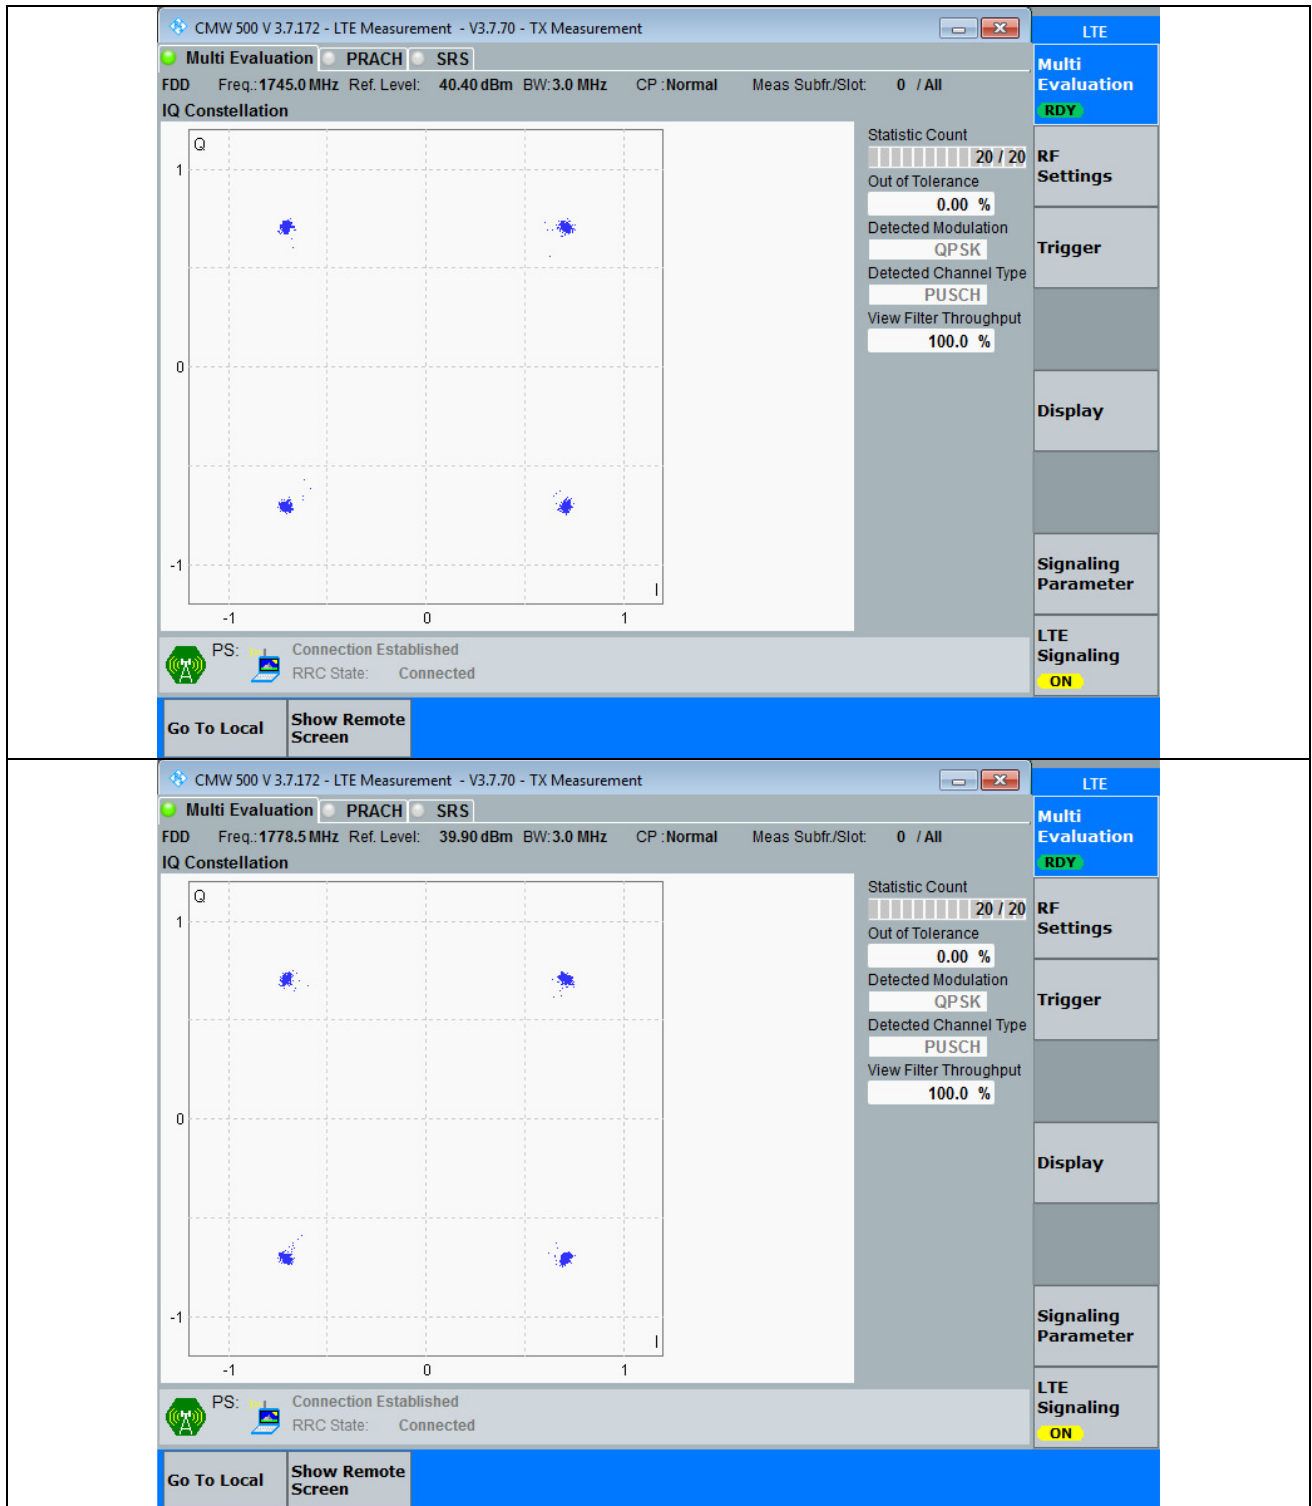 CMW 500 V 3.7.172 - LTE Measurement - V3.7.70 - TX Measurement
LTE
Multi Evaluation PRACH SRS
Multi
Evaluation
RDY
FDD Freq.: 1745.0 MHz Ref. Level: 40.40 dBm BW: 3.0 MHz CP : Normal Meas Subfr./Slot: 0 / All
IQ Constellation
Q
1
0
-1
I
-1 0 1
Statistic Count
20 / 20
Out of Tolerance
0.00 %
Detected Modulation
QPSK
Detected Channel Type
PUSCH
View Filter Throughput
100.0 %
RF
Settings
Trigger
Display
Signaling
Parameter
LTE
Signaling
ON
PS: Connection Established
RRC State: Connected
Go To Local
Show Remote
Screen
CMW 500 V 3.7.172 - LTE Measurement - V3.7.70 - TX Measurement
LTE
Multi Evaluation PRACH SRS
Multi
Evaluation
RDY
FDD Freq.: 1778.5 MHz Ref. Level: 39.90 dBm BW: 3.0 MHz CP : Normal Meas Subfr./Slot: 0 / All
IQ Constellation
Q
1
0
-1
I
-1 0 1
Statistic Count
20 / 20
Out of Tolerance
0.00 %
Detected Modulation
QPSK
Detected Channel Type
PUSCH
View Filter Throughput
100.0 %
RF
Settings
Trigger
Display
Signaling
Parameter
LTE
Signaling
ON
PS: Connection Established
RRC State: Connected
Go To Local
Show Remote
Screen